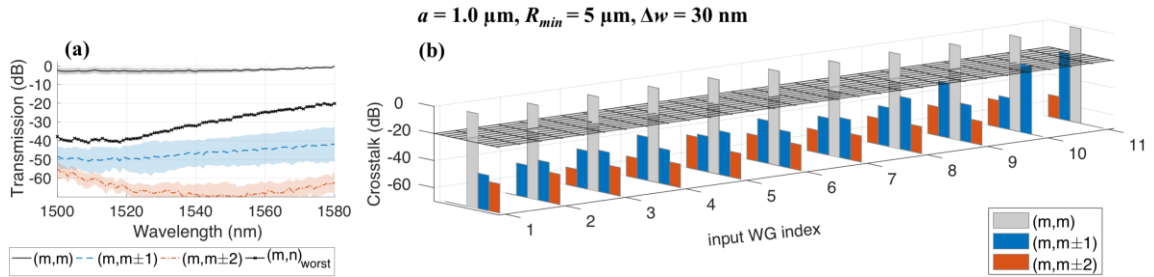 a = 1.0 µm, R_min = 5 µm, Δw = 30 nm
(a)
Transmission (dB)
0
-10
-20
-30
-40
-50
-60
1500
1520
1540
1560
1580
Wavelength (nm)
(m,m)
(m,m±1)
(m,m±2)
(m,n)worst
(b)
Crosstalk (dB)
0
-20
-40
-60
1
2
3
4
5
6
7
8
9
10
11
input WG index
(m,m)
(m,m±1)
(m,m±2)